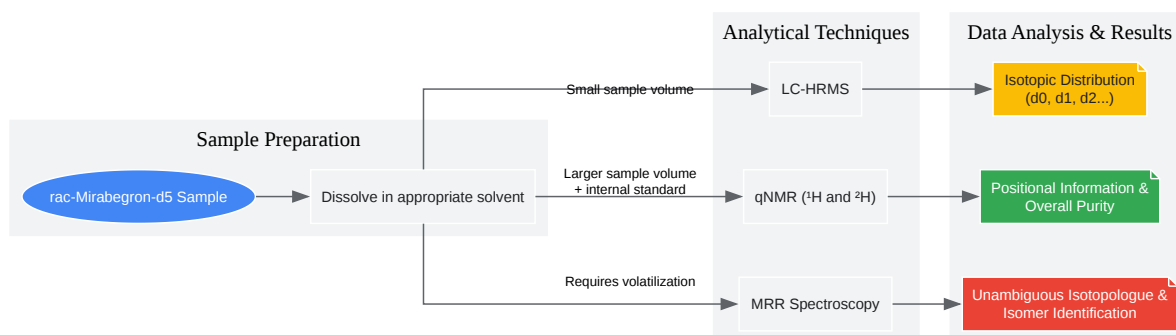 Analytical Techniques
Data Analysis & Results
Small sample volume
LC-HRMS
Isotopic Distribution
(d0, d1, d2...)
Sample Preparation
rac-Mirabegron-d5 Sample
Dissolve in appropriate solvent
Larger sample volume
+ internal standard
qNMR (¹H and ²H)
Positional Information &
Overall Purity
Requires volatilization
MRR Spectroscopy
Unambiguous Isotopologue &
Isomer Identification